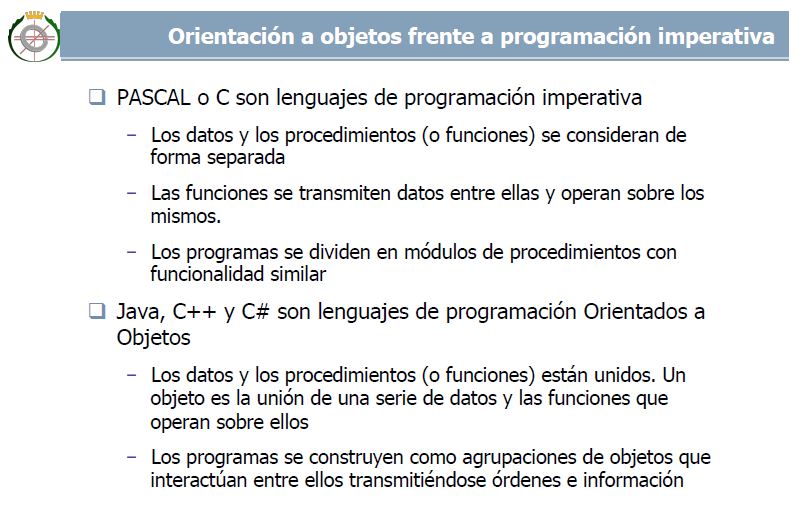 Orientación a objetos frente a programación imperativa
PASCAL o C son lenguajes de programación imperativa
– Los datos y los procedimientos (o funciones) se consideran de
forma separada
– Las funciones se transmiten datos entre ellas y operan sobre los
mismos.
– Los programas se dividen en módulos de procedimientos con
funcionalidad similar
Java, C++ y C# son lenguajes de programación Orientados a
Objetos
– Los datos y los procedimientos (o funciones) están unidos. Un
objeto es la unión de una serie de datos y las funciones que
operan sobre ellos
– Los programas se construyen como agrupaciones de objetos que
interactúan entre ellos transmitiéndose órdenes e información